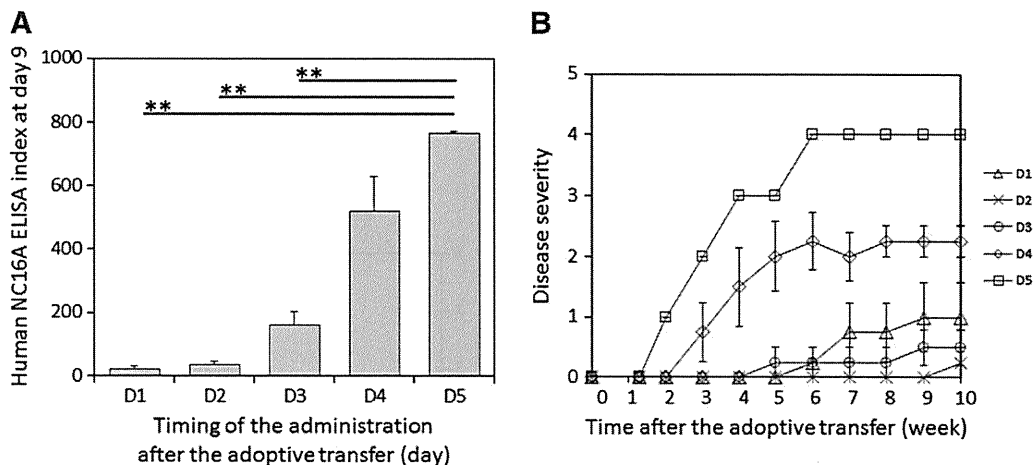 A
Human NC16A ELISA index at day 9
1000
800
600
400
200
0
**
**
**
D1 D2 D3 D4 D5
Timing of the administration
after the adoptive transfer (day)
B
Disease severity
5
4
3
2
1
0
0 1 2 3 4 5 6 7 8 9 10
Time after the adoptive transfer (week)
D1
D2
D3
D4
D5